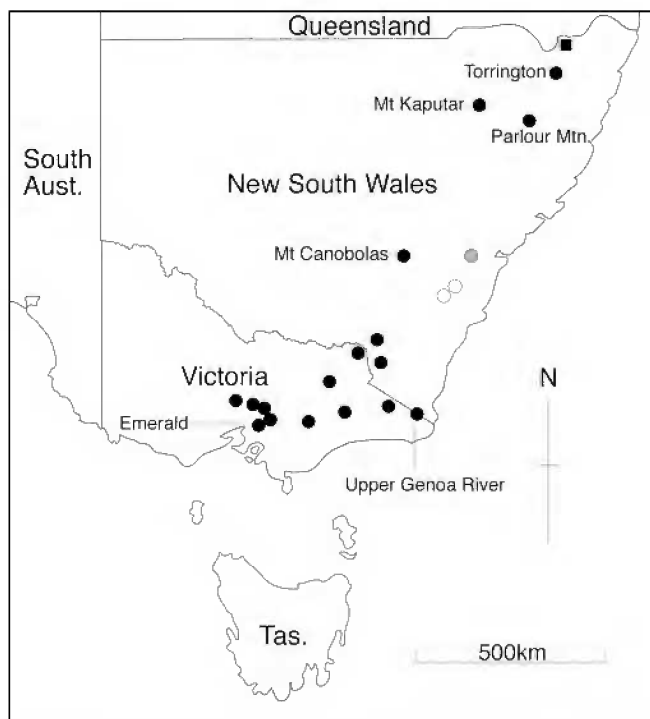 Queensland
Torrington
Mt Kaputar
Parlour Mtn.
South
Aust.
New South Wales
Mt Canobolas
Victoria
N
Emerald
Upper Genoa River
Tas.
500km